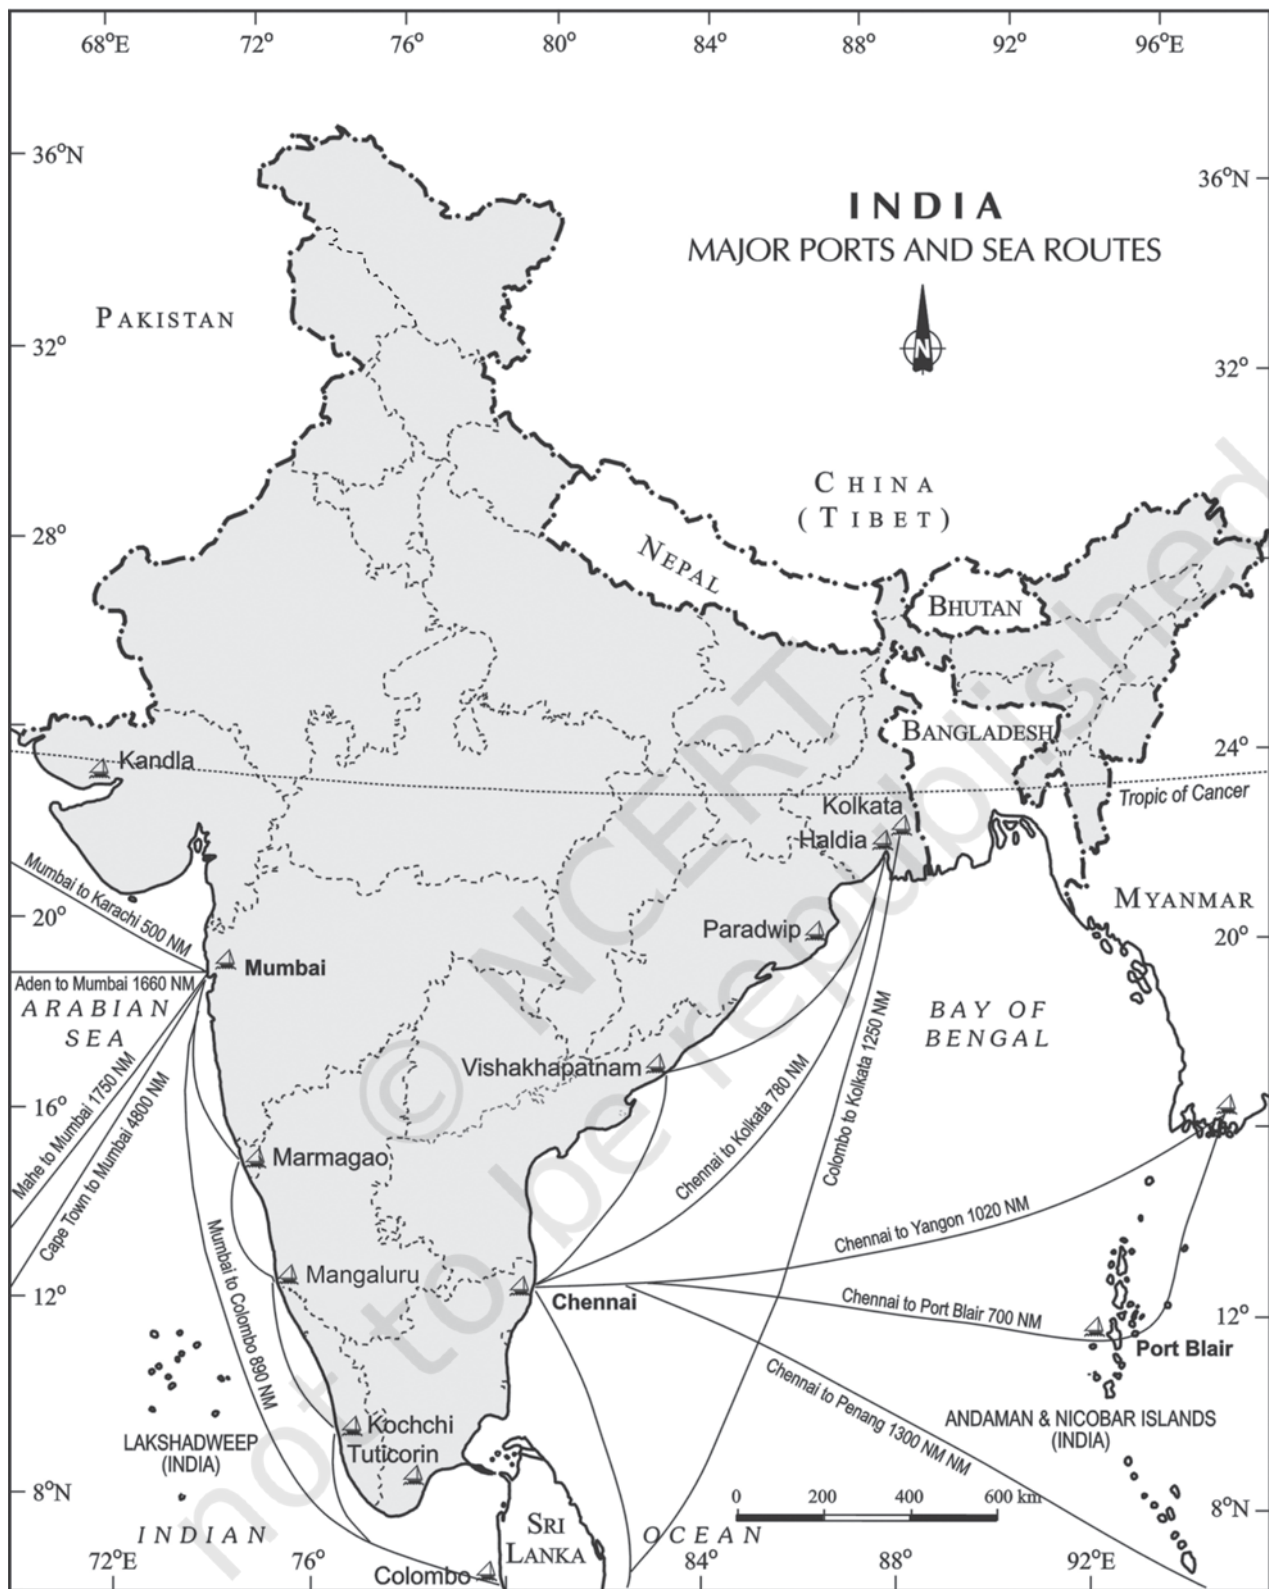 68°E 72° 76° 80° 84° 88° 92° 96°E
36°N
36°N
INDIA
MAJOR PORTS AND SEA ROUTES
PAKISTAN
N
32°
32°
CHINA
(TIBET)
28°
NEPAL
BHUTAN
BANGLADESH
24°
Kandla
Tropic of Cancer
Kolkata
Haldia
MYANMAR
Mumbai to Karachi 500 NM
20°
20°
Paradwip
Mumbai
Aden to Mumbai 1660 NM
ARABIAN
SEA
BAY OF
BENGAL
Vishakhapatnam
Mahe to Mumbai 1750 NM
Cape Town to Mumbai 4800 NM
Chennai to Kolkata 780 NM
Colombo to Kolkata 1250 NM
16°
Marmagao
Chennai to Yangon 1020 NM
Mumbai to Colombo 890 NM
Mangaluru
12°
Chennai
Chennai to Port Blair 700 NM
12°
Port Blair
Chennai to Penang 1300 NM NM
Kochchi
Tuticorin
LAKSHADWEEP
(INDIA)
ANDAMAN & NICOBAR ISLANDS
(INDIA)
8°N
0 200 400 600 km
8°N
INDIAN
OCEAN
SRI
LANKA
Colombo
72°E 76° 84° 88° 92°E
© NCERT
not to be republished